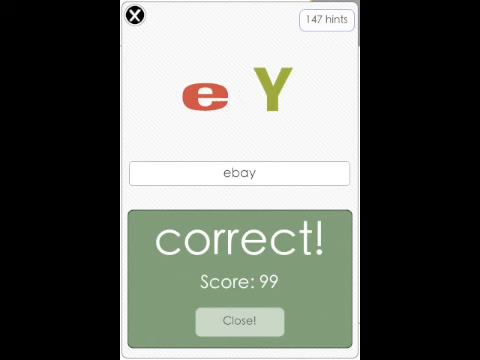 X
147 hints
e Y
ebay
correct!
Score: 99
Close!